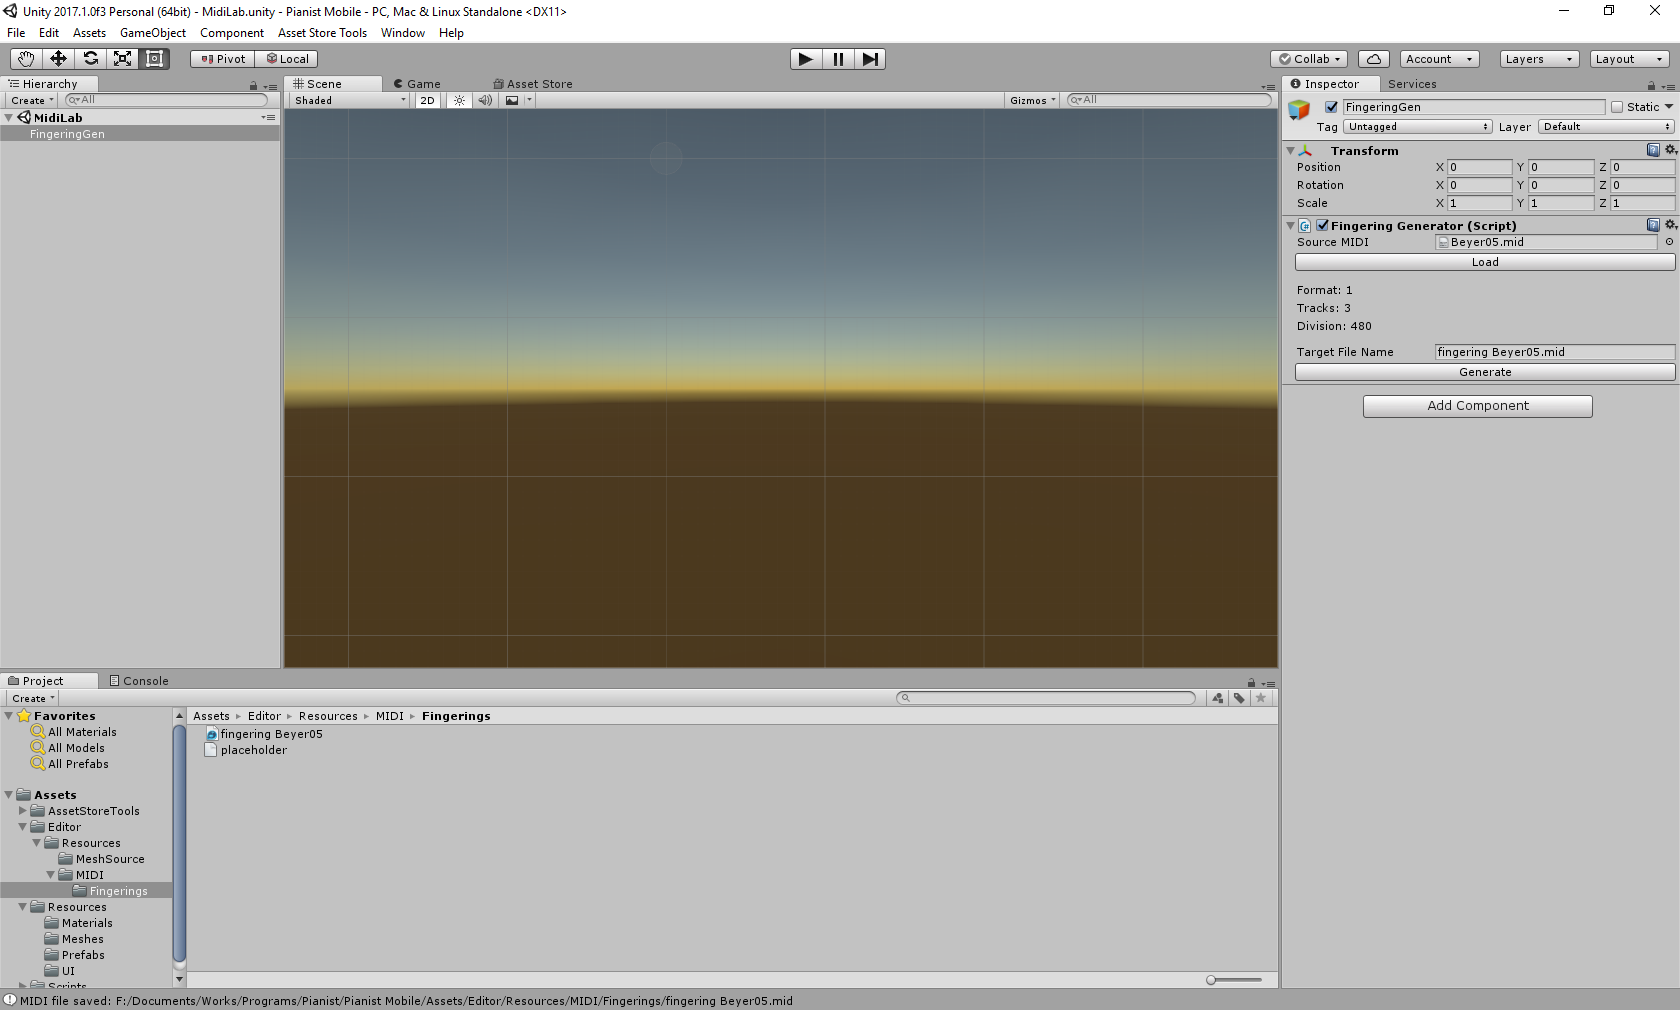 Unity 2017.1.0f3 Personal (64bit) - MidiLab.unity - Pianist Mobile - PC, Mac & Linux Standalone <DX11>
File Edit Assets GameObject Component Asset Store Tools Window Help
Pivot Local Collab Account Layers Layout
Hierarchy
Create All
MidiLab
FingeringGen
Scene Game Asset Store
Shaded 2D Gizmos All
Inspector Services
FingeringGen Static
Tag Untagged Layer Default
Transform
Position X 0 Y 0 Z 0
Rotation X 0 Y 0 Z 0
Scale X 1 Y 1 Z 1
Fingering Generator (Script)
Source MIDI Beyer05.mid
Load
Format: 1
Tracks: 3
Division: 480
Target File Name fingering Beyer05.mid
Generate
Add Component
Project Console
Create
Favorites
All Materials
All Models
All Prefabs
Assets
AssetStoreTools
Editor
Resources
MeshSource
MIDI
Fingerings
Resources
Materials
Meshes
Prefabs
UI
Scripts
Assets Editor Resources MIDI Fingerings
fingering Beyer05
placeholder
MIDI file saved: F:/Documents/Works/Programs/Pianist/Pianist Mobile/Assets/Editor/Resources/MIDI/Fingerings/fingering Beyer05.mid